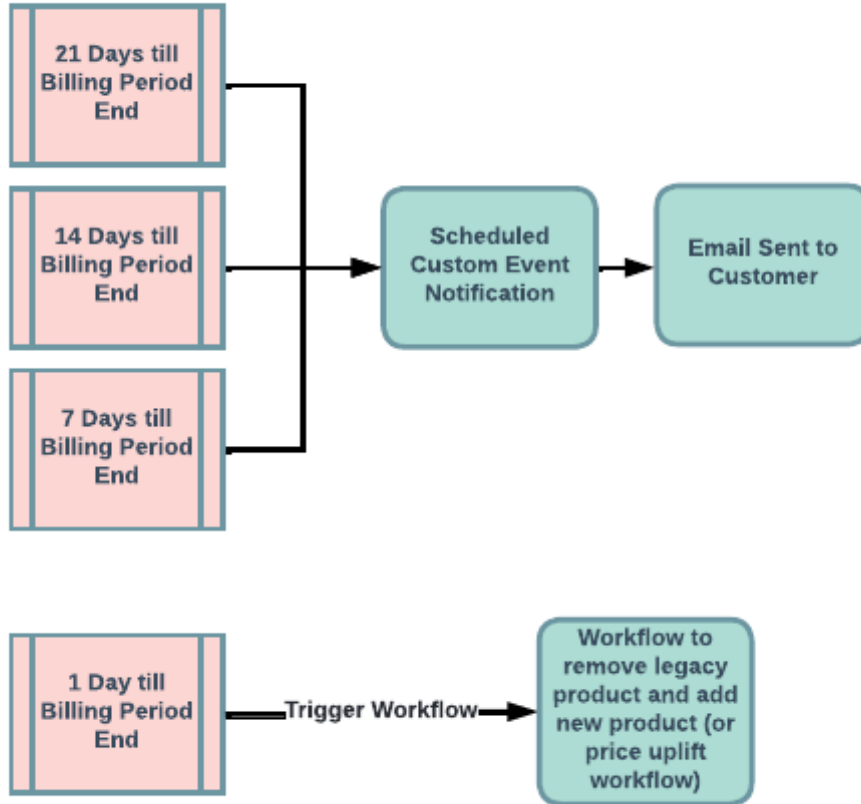 21 Days till
Billing Period
End
14 Days till
Billing Period
End
7 Days till
Billing Period
End
Scheduled
Custom Event
Notification
Email Sent to
Customer
1 Day till
Billing Period
End
Trigger Workflow
Workflow to
remove legacy
product and add
new product (or
price uplift
workflow)